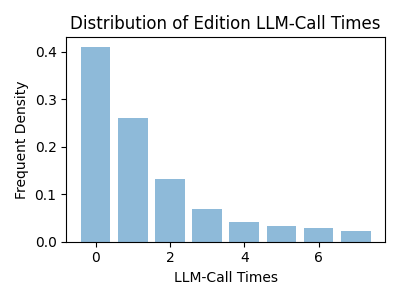 Distribution of Edition LLM-Call Times
Frequent Density
0.4
0.3
0.2
0.1
0.0
0 2 4 6
LLM-Call Times